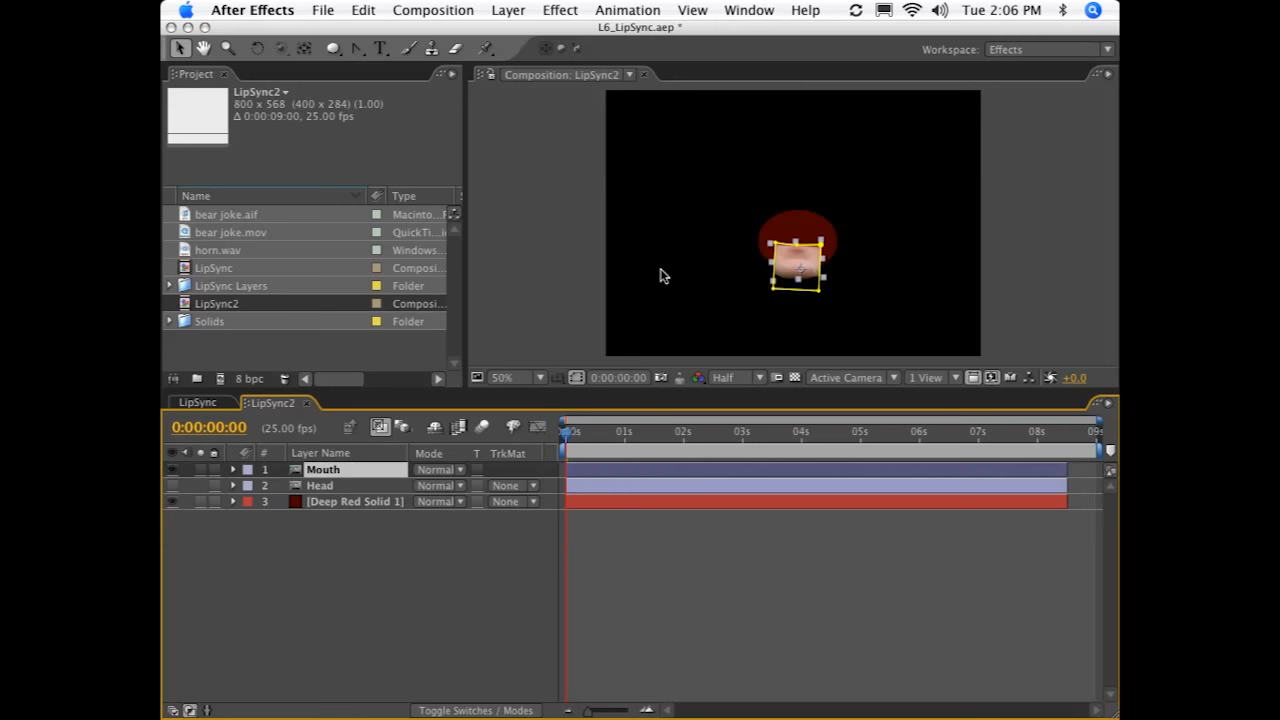 After Effects File Edit Composition Layer Effect Animation View Window Help Tue 2:06 PM
L6_LipSync.aep *
Workspace: Effects
Project
Composition: LipSync2
LipSync2
800 x 568 (400 x 284) (1.00)
Δ 0:00:09:00, 25.00 fps
Name Type
bear joke.aif Macinto...F
bear joke.mov QuickTi...
horn.wav Windows...
LipSync Composi...
LipSync Layers Folder
LipSync2 Composi...
Solids Folder
8 bpc
50% 0:00:00:00 Half Active Camera 1 View +0.0
LipSync LipSync2
0:00:00:00 (25.00 fps)
0s 01s 02s 03s 04s 05s 06s 07s 08s 09s
# Layer Name Mode T TrkMat
1 Mouth Normal
2 Head Normal None
3 [Deep Red Solid 1] Normal None
Toggle Switches / Modes